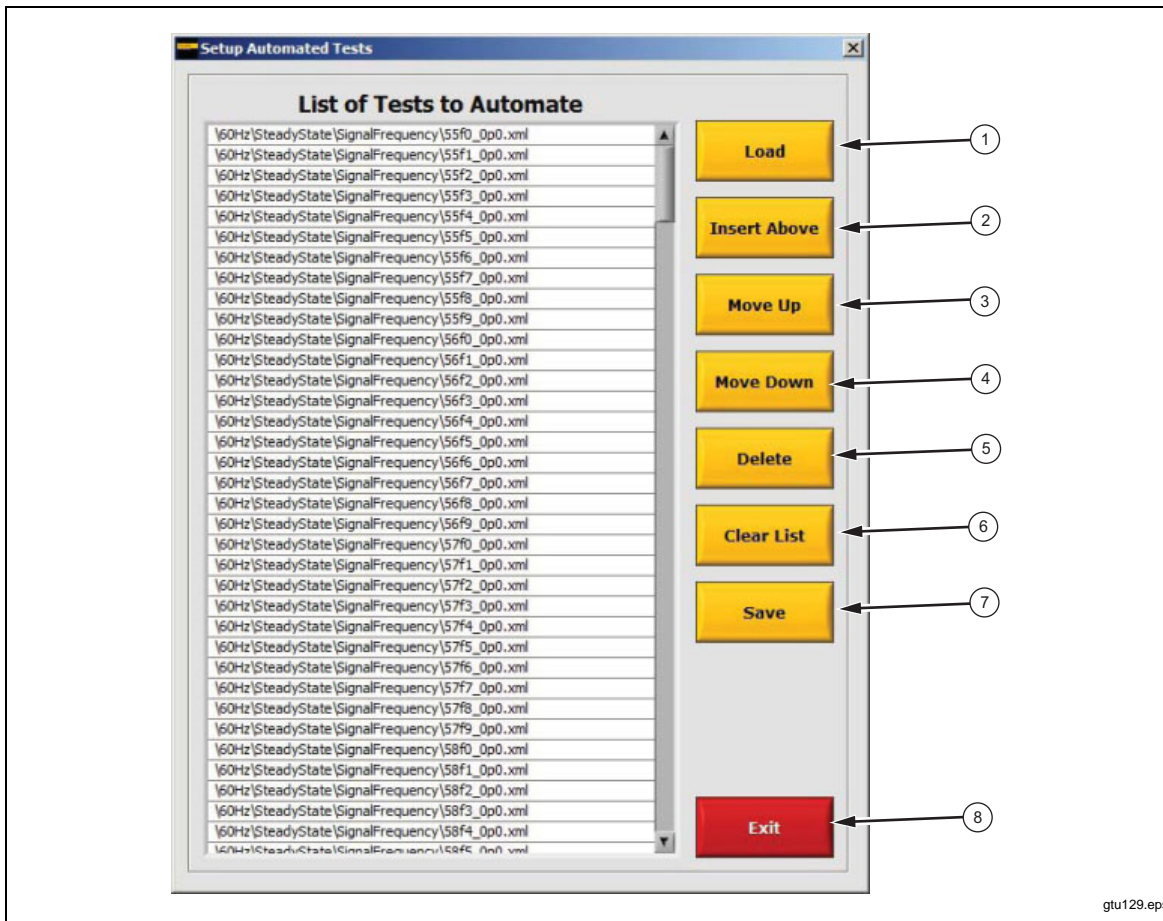 Setup Automated Tests
List of Tests to Automate
\60Hz\SteadyState\SignalFrequency\55f0_0p0.xml
\60Hz\SteadyState\SignalFrequency\55f1_0p0.xml
\60Hz\SteadyState\SignalFrequency\55f2_0p0.xml
\60Hz\SteadyState\SignalFrequency\55f3_0p0.xml
\60Hz\SteadyState\SignalFrequency\55f4_0p0.xml
\60Hz\SteadyState\SignalFrequency\55f5_0p0.xml
\60Hz\SteadyState\SignalFrequency\55f6_0p0.xml
\60Hz\SteadyState\SignalFrequency\55f7_0p0.xml
\60Hz\SteadyState\SignalFrequency\55f8_0p0.xml
\60Hz\SteadyState\SignalFrequency\55f9_0p0.xml
\60Hz\SteadyState\SignalFrequency\56f0_0p0.xml
\60Hz\SteadyState\SignalFrequency\56f1_0p0.xml
\60Hz\SteadyState\SignalFrequency\56f2_0p0.xml
\60Hz\SteadyState\SignalFrequency\56f3_0p0.xml
\60Hz\SteadyState\SignalFrequency\56f4_0p0.xml
\60Hz\SteadyState\SignalFrequency\56f5_0p0.xml
\60Hz\SteadyState\SignalFrequency\56f6_0p0.xml
\60Hz\SteadyState\SignalFrequency\56f7_0p0.xml
\60Hz\SteadyState\SignalFrequency\56f8_0p0.xml
\60Hz\SteadyState\SignalFrequency\56f9_0p0.xml
\60Hz\SteadyState\SignalFrequency\57f0_0p0.xml
\60Hz\SteadyState\SignalFrequency\57f1_0p0.xml
\60Hz\SteadyState\SignalFrequency\57f2_0p0.xml
\60Hz\SteadyState\SignalFrequency\57f3_0p0.xml
\60Hz\SteadyState\SignalFrequency\57f4_0p0.xml
\60Hz\SteadyState\SignalFrequency\57f5_0p0.xml
\60Hz\SteadyState\SignalFrequency\57f6_0p0.xml
\60Hz\SteadyState\SignalFrequency\57f7_0p0.xml
\60Hz\SteadyState\SignalFrequency\57f8_0p0.xml
\60Hz\SteadyState\SignalFrequency\57f9_0p0.xml
\60Hz\SteadyState\SignalFrequency\58f0_0p0.xml
\60Hz\SteadyState\SignalFrequency\58f1_0p0.xml
\60Hz\SteadyState\SignalFrequency\58f2_0p0.xml
\60Hz\SteadyState\SignalFrequency\58f3_0p0.xml
\60Hz\SteadyState\SignalFrequency\58f4_0p0.xml
\60Hz\SteadyState\SignalFrequency\58f5_0p0.xml
Load
1
Insert Above
2
Move Up
3
Move Down
4
Delete
5
Clear List
6
Save
7
Exit
8
gtu129.eps